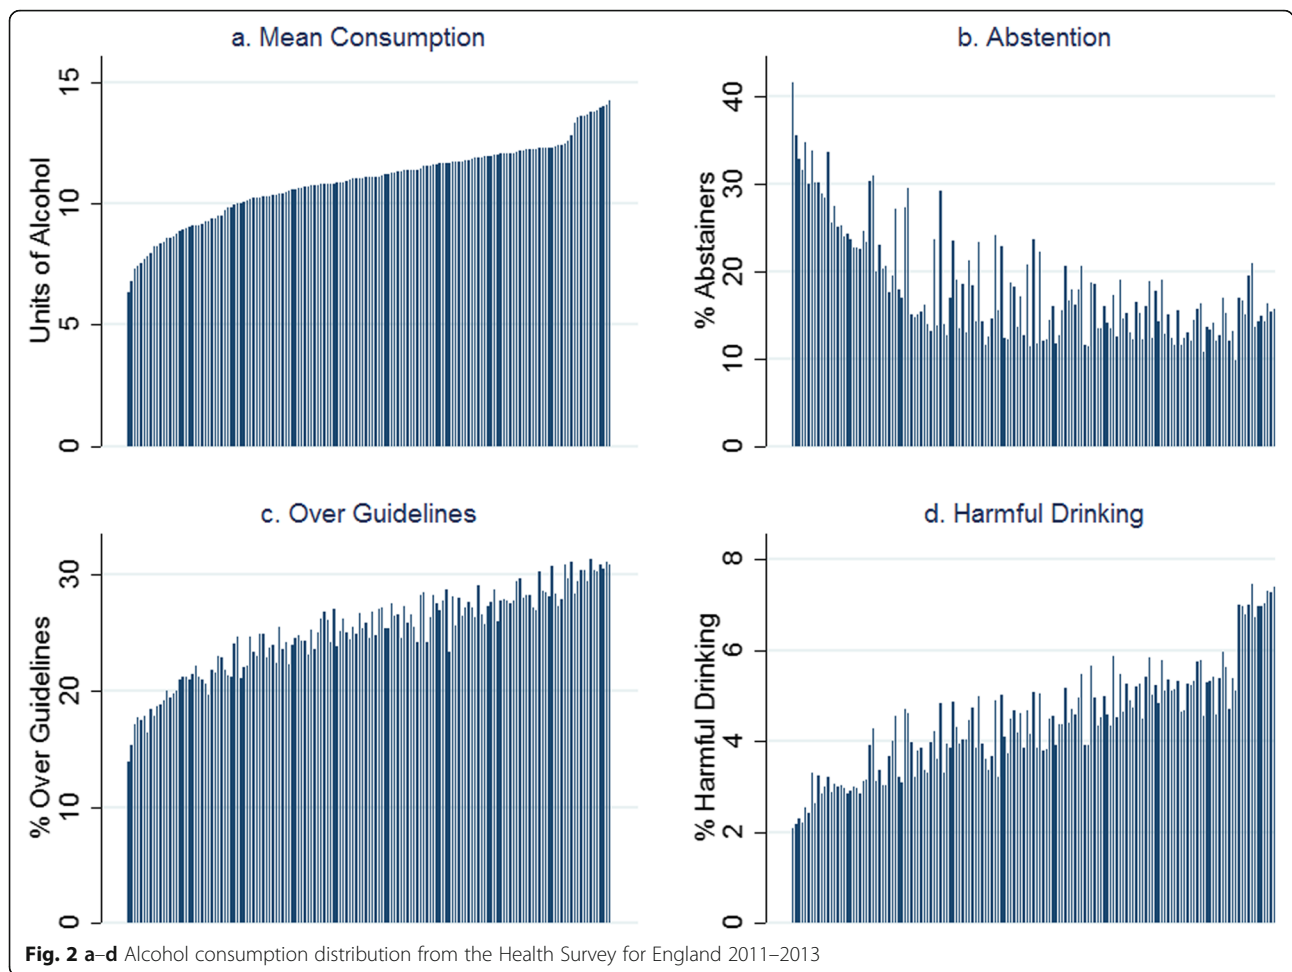 a. Mean Consumption
Units of Alcohol
15
10
5
0
b. Abstention
% Abstainers
40
30
20
10
0
c. Over Guidelines
% Over Guidelines
30
20
10
0
d. Harmful Drinking
% Harmful Drinking
8
6
4
2
0
Fig. 2 a–d Alcohol consumption distribution from the Health Survey for England 2011–2013